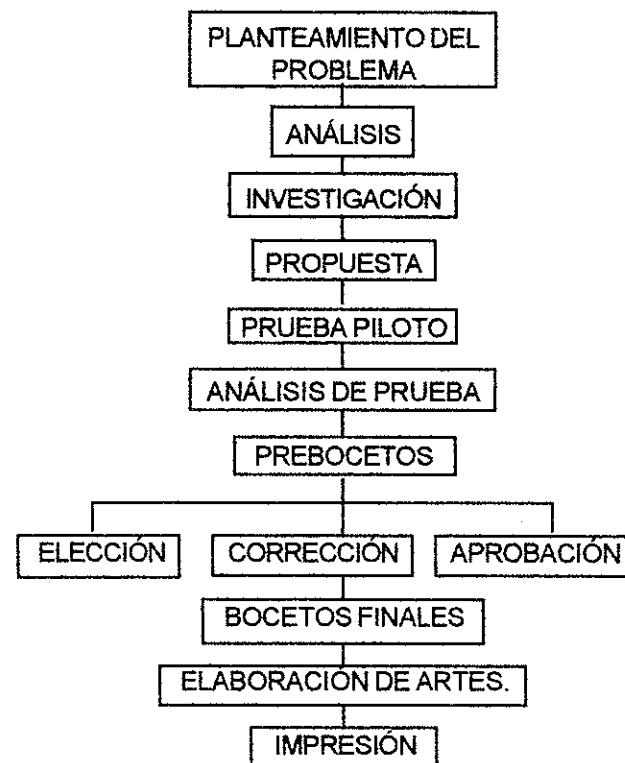 PLANTEAMIENTO DEL
PROBLEMA
ANÁLISIS
INVESTIGACIÓN
PROPUESTA
PRUEBA PILOTO
ANÁLISIS DE PRUEBA
PREBOCETOS
ELECCIÓN
CORRECCIÓN
APROBACIÓN
BOCETOS FINALES
ELABORACIÓN DE ARTES.
IMPRESIÓN